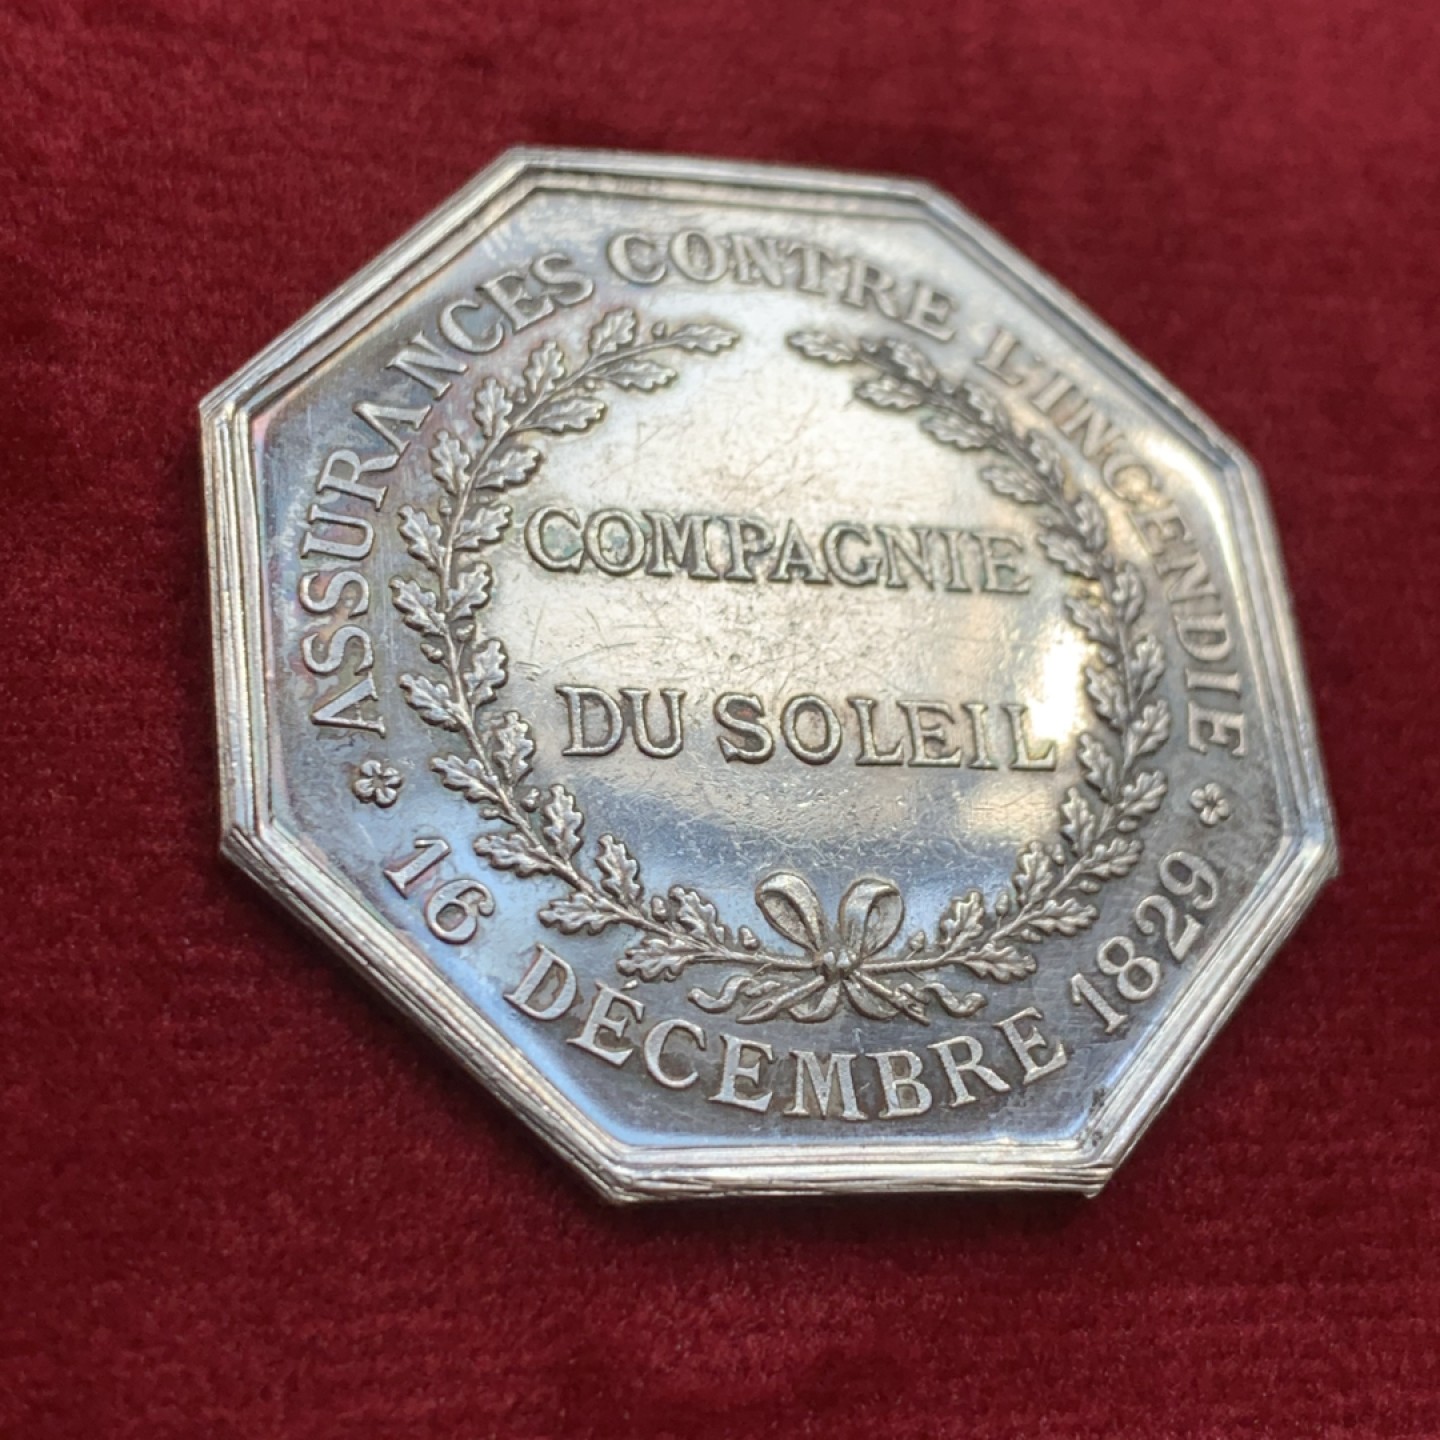 ASSURANCES CONTRE L'INCENDIE
COMPAGNIE
DU SOLEIL
16 DÉCEMBRE 1829